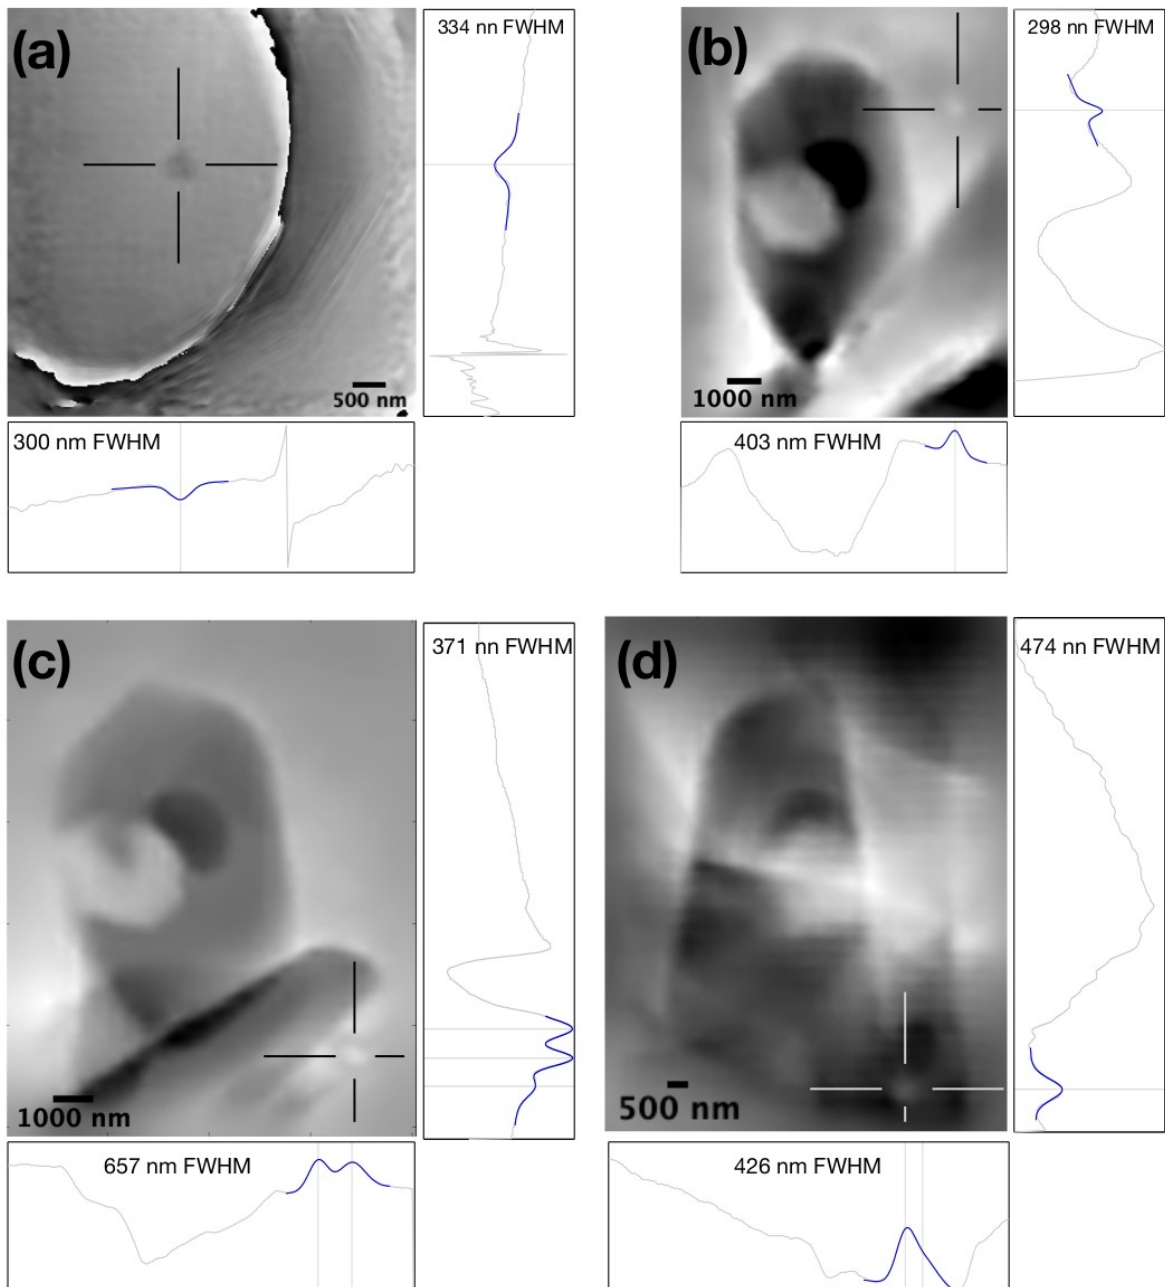 (a)
334 nn FWHM
500 nm
300 nm FWHM
(b)
298 nn FWHM
1000 nm
403 nm FWHM
(c)
371 nn FWHM
1000 nm
657 nm FWHM
(d)
474 nn FWHM
500 nm
426 nm FWHM